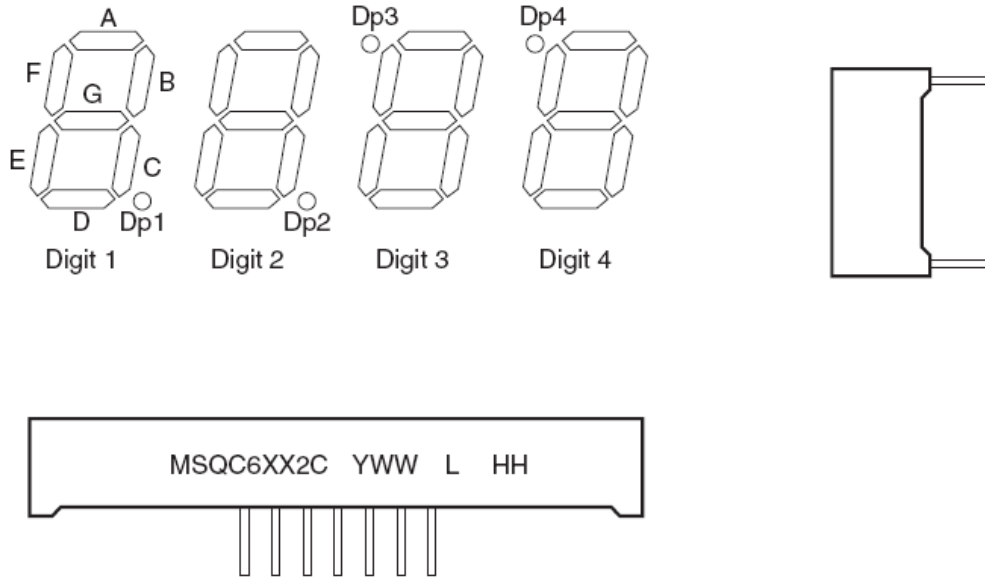 A
F
B
G
E
C
D
Dp1
Dp2
Dp3
Dp4
Digit 1
Digit 2
Digit 3
Digit 4
MSQC6XX2C YWW L HH